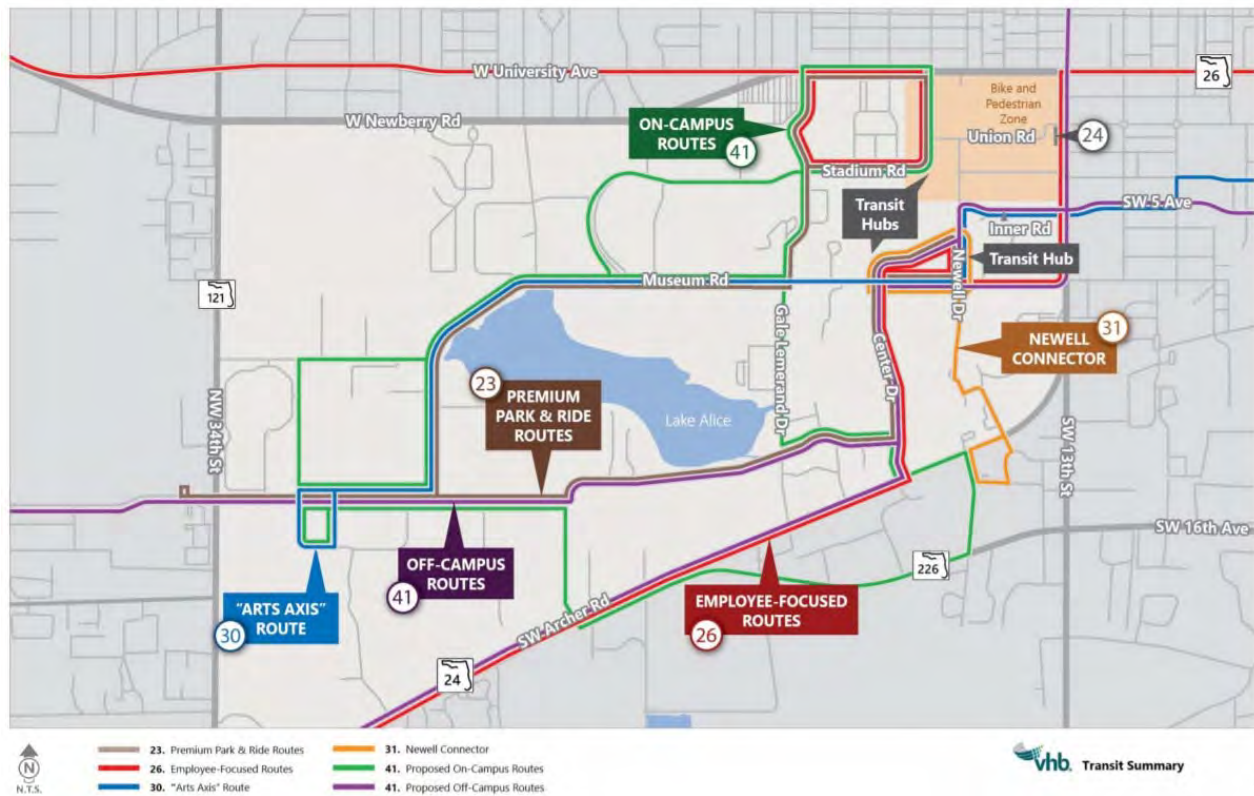 W University Ave
26
Bike and
Pedestrian
Zone
W Newberry Rd
ON-CAMPUS
ROUTES
41
Union Rd
24
Stadium Rd
Transit
Hubs
SW 5 Ave
Inner Rd
Newell Dr
Transit Hub
Museum Rd
121
Gale Lemerand Dr
Center Dr
31
NEWELL
CONNECTOR
23
PREMIUM
PARK & RIDE
ROUTES
Lake Alice
NW 34th St
SW 13th St
SW 16th Ave
OFF-CAMPUS
ROUTES
41
226
"ARTS AXIS"
ROUTE
30
EMPLOYEE-FOCUSED
ROUTES
26
SW Archer Rd
24
N
N.T.S.
23. Premium Park & Ride Routes
26. Employee-Focused Routes
30. "Arts Axis" Route
31. Newell Connector
41. Proposed On-Campus Routes
41. Proposed Off-Campus Routes
vhb. Transit Summary